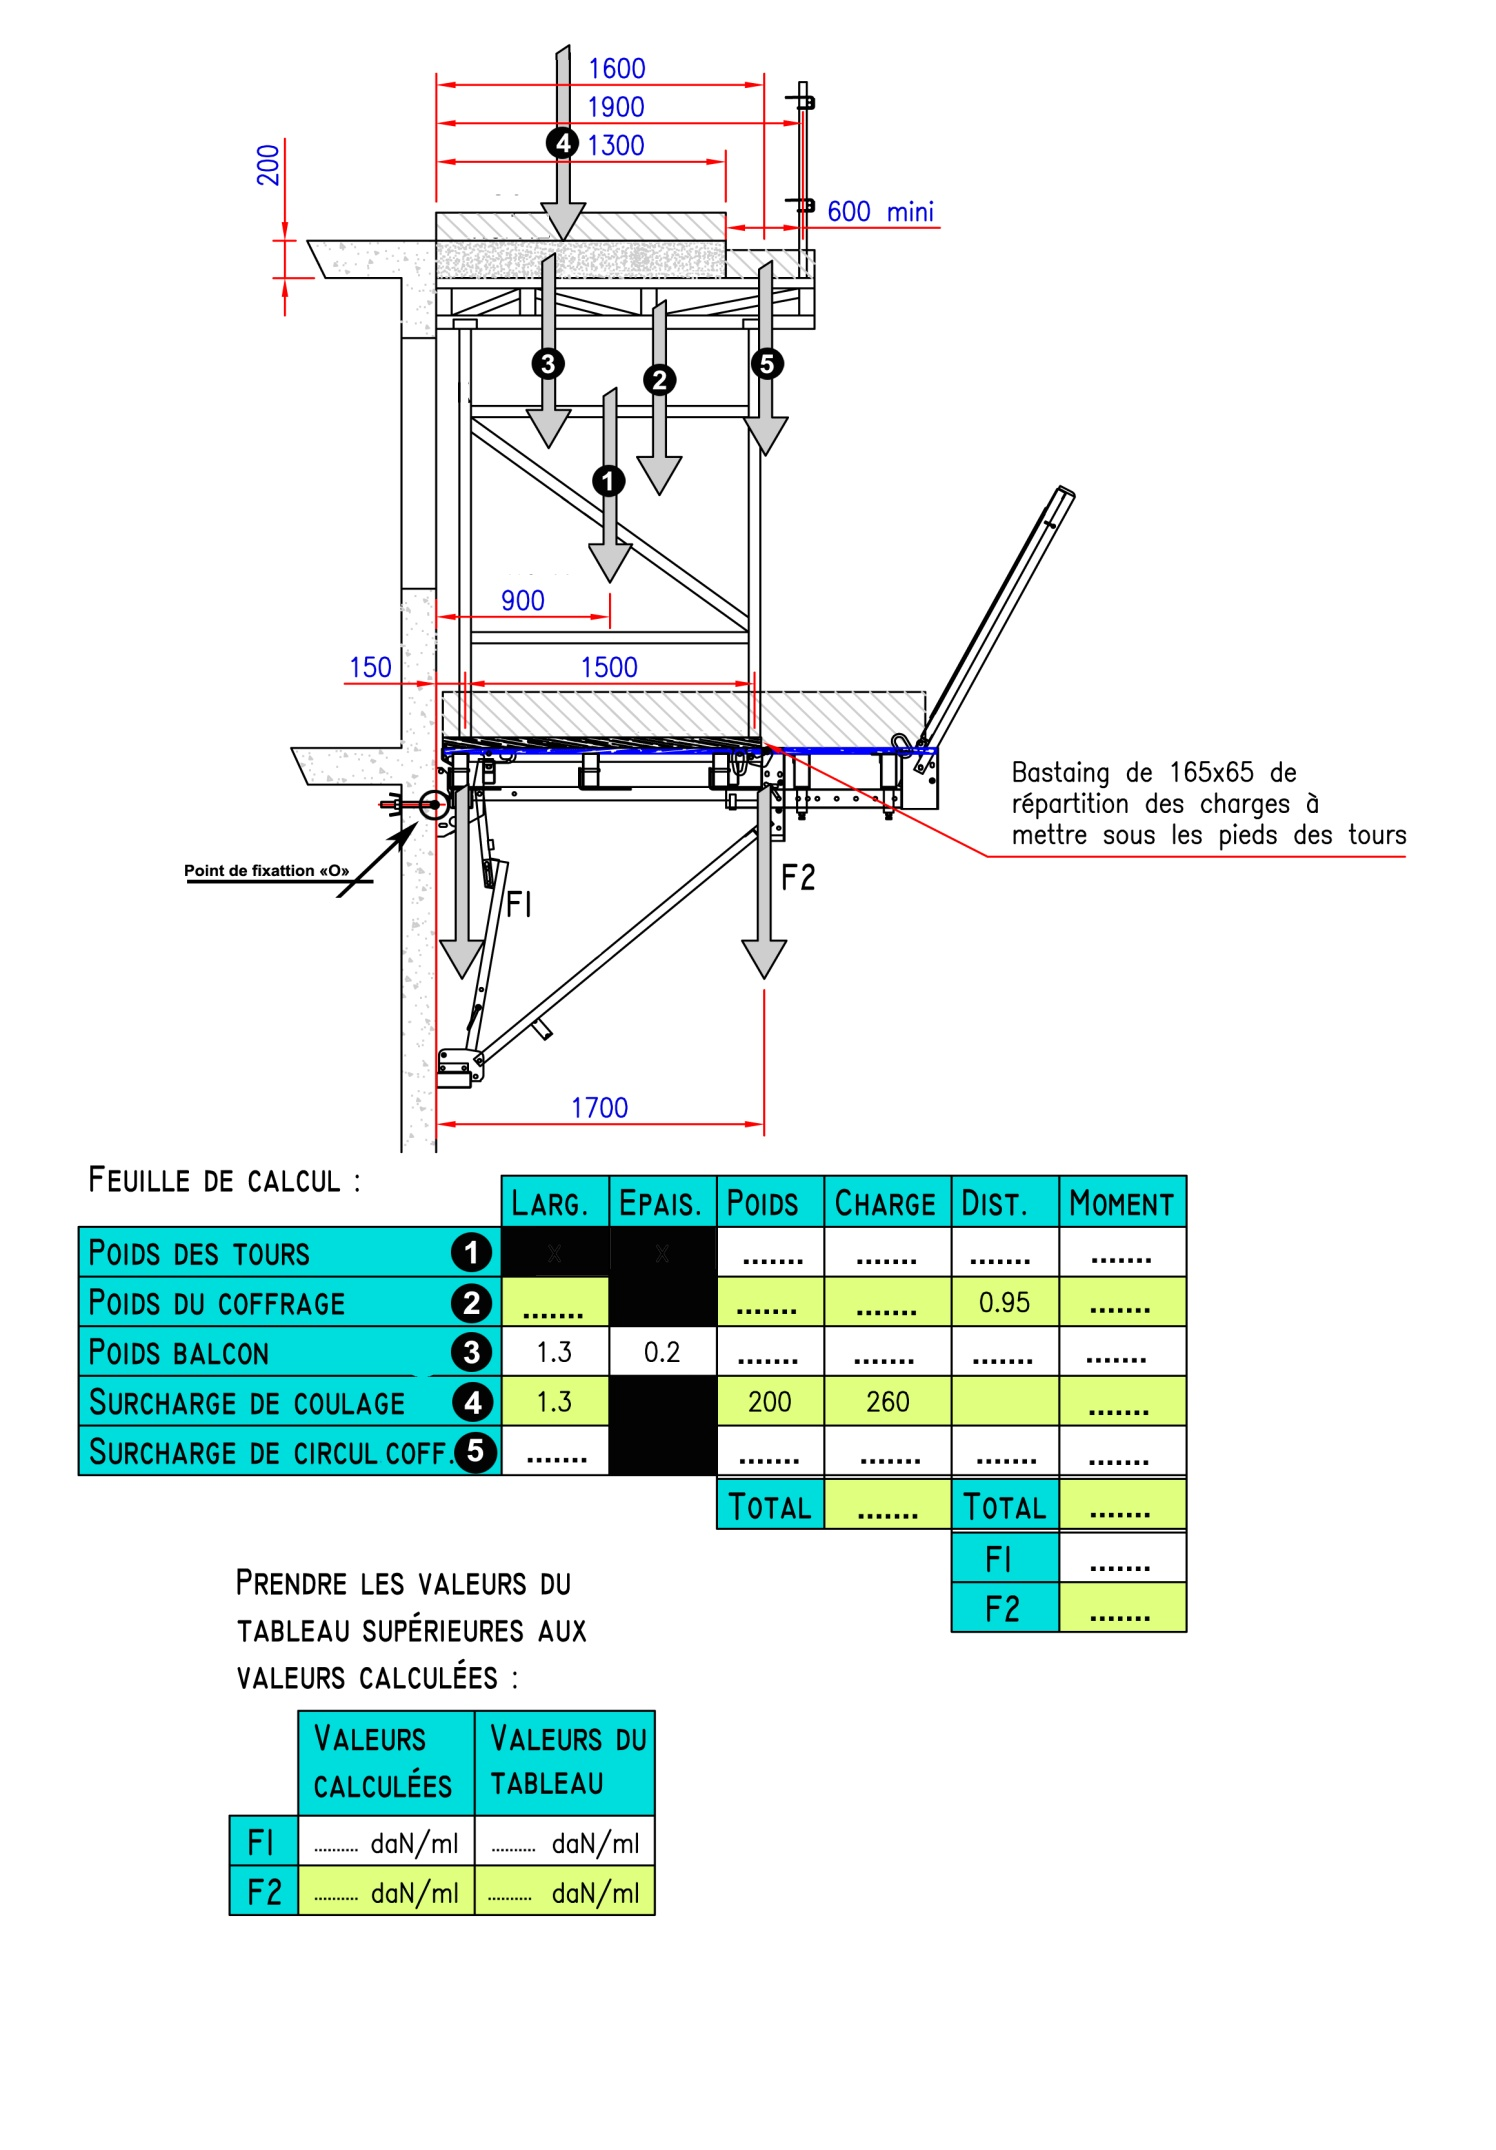 1600
1900
4
1300
200
600 mini
3
2
5
1
900
150
1500
Bastaing de 165x65 de
répartition des charges à
mettre sous les pieds des tours
Point de fixattion «O»
F1
F2
1700
FEUILLE DE CALCUL :
LARG. EPAIS. POIDS CHARGE DIST. MOMENT
POIDS DES TOURS 1 X X ....... ....... ....... .......
POIDS DU COFFRAGE 2 ....... ....... ....... 0.95 .......
POIDS BALCON 3 1.3 0.2 ....... ....... ....... .......
SURCHARGE DE COULAGE 4 1.3 200 260 .......
SURCHARGE DE CIRCUL COFF. 5 ....... ....... ....... ....... .......
TOTAL ....... TOTAL .......
F1 .......
F2 .......
PRENDRE LES VALEURS DU
TABLEAU SUPÉRIEURES AUX
VALEURS CALCULÉES :
VALEURS CALCULÉES
VALEURS DU TABLEAU
F1 .......... daN/ml .......... daN/ml
F2 .......... daN/ml .......... daN/ml